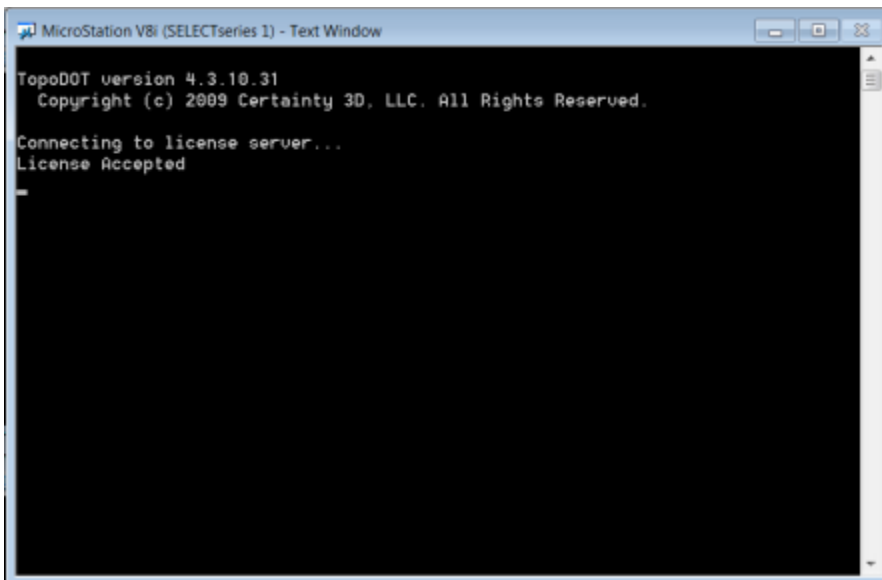 MicroStation V8i (SELECTseries 1) - Text Window
TopoDOT version 4.3.10.31
Copyright (c) 2009 Certainty 3D, LLC. All Rights Reserved.
Connecting to license server...
License Accepted